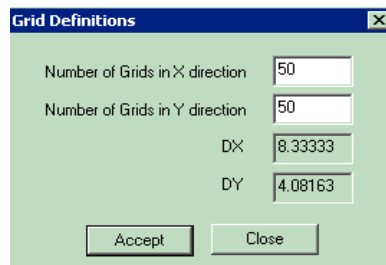 Grid Definitions
Number of Grids in X direction 50
Number of Grids in Y direction 50
DX 8.33333
DY 4.08163
Accept Close